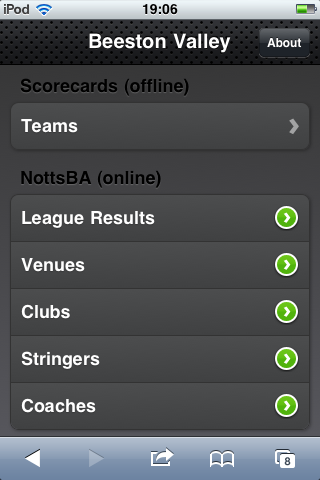 iPod 19:06
Beeston Valley About
Scorecards (offline)
Teams
NottsBA (online)
League Results
Venues
Clubs
Stringers
Coaches
8